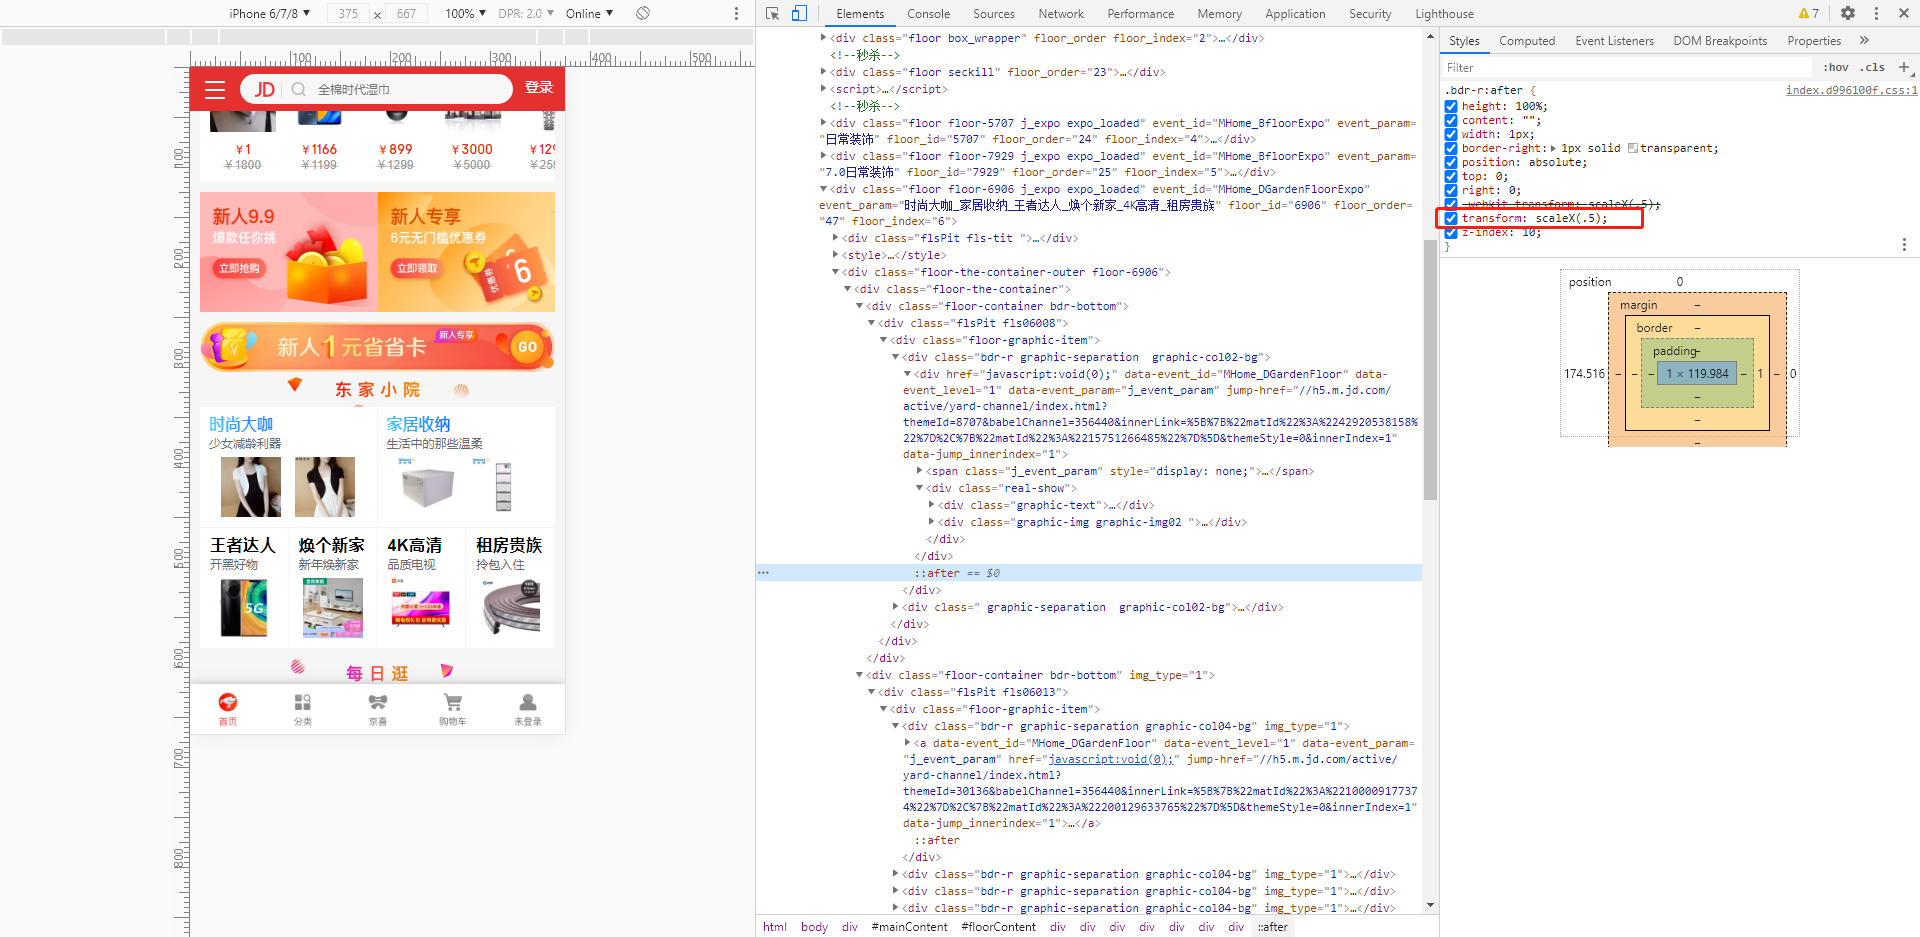 iPhone 6/7/8 ▼ 375 × 667 100% ▼ DPR: 2.0 ▼ Online ▼
Elements Console Sources Network Performance Memory Application Security Lighthouse 7
100 200 300 400 500
100
200
300
400
500
600
700
800
JD 全棉时代湿巾 登录
¥1 ¥1166 ¥899 ¥3000 ¥129
¥1800 ¥1199 ¥1299 ¥5000 ¥258
新人9.9
爆款任你挑
立即抢购
新人专享
6元无门槛优惠券
立即领取
6
优惠券
新人1元省省卡
新人专享
GO
东家小院
时尚大咖
少女减龄利器
家居收纳
生活中的那些温柔
王者达人 焕个新家 4K高清 租房贵族
开黑好物 新年焕新家 品质电视 拎包入住
5G
每日逛
首页 分类 京喜 购物车 未登录
<div class="floor box_wrapper" floor_order floor_index="2">…</div>
<!--秒杀-->
<div class="floor seckill" floor_order="23">…</div>
<script>…</script>
<!--秒杀-->
<div class="floor floor-5707 j_expo expo_loaded" event_id="MHome_BfloorExpo" event_param=
"日常装饰" floor_id="5707" floor_order="24" floor_index="4">…</div>
<div class="floor floor-7929 j_expo expo_loaded" event_id="MHome_BfloorExpo" event_param=
"7.0日常装饰" floor_id="7929" floor_order="25" floor_index="5">…</div>
<div class="floor floor-6906 j_expo expo_loaded" event_id="MHome_DGardenFloorExpo"
event_param="时尚大咖_家居收纳_王者达人_焕个新家_4K高清_租房贵族" floor_id="6906" floor_order=
"47" floor_index="6">
<div class="flsPit fls-tit ">…</div>
<style>…</style>
<div class="floor-the-container-outer floor-6906">
<div class="floor-the-container">
<div class="floor-container bdr-bottom">
<div class="flsPit fls06008">
<div class="floor-graphic-item">
<div class="bdr-r graphic-separation  graphic-col02-bg">
<div href="javascript:void(0);" data-event_id="MHome_DGardenFloor" data-
event_level="1" data-event_param="j_event_param" jump-href="//h5.m.jd.com/
active/yard-channel/index.html?
themeId=8707&babelChannel=356440&innerLink=%5B%7B%22matId%22%3A%2242920538158%
22%7D%2C%7B%22matId%22%3A%2215751266485%22%7D%5D&themeStyle=0&innerIndex=1"
data-jump_innerindex="1">
<span class="j_event_param" style="display: none;">…</span>
<div class="real-show">
<div class="graphic-text">…</div>
<div class="graphic-img graphic-img02 ">…</div>
</div>
</div>
::after == $0
</div>
<div class=" graphic-separation  graphic-col02-bg">…</div>
</div>
</div>
</div>
<div class="floor-container bdr-bottom" img_type="1">
<div class="flsPit fls06013">
<div class="floor-graphic-item">
<div class="bdr-r graphic-separation graphic-col04-bg" img_type="1">
<a data-event_id="MHome_DGardenFloor" data-event_level="1" data-event_param=
"j_event_param" href="javascript:void(0);" jump-href="//h5.m.jd.com/active/
yard-channel/index.html?
themeId=30136&babelChannel=356440&innerLink=%5B%7B%22matId%22%3A%2210000917737
4%22%7D%2C%7B%22matId%22%3A%22200129633765%22%7D%5D&themeStyle=0&innerIndex=1"
data-jump_innerindex="1">…</a>
::after
</div>
<div class="bdr-r graphic-separation graphic-col04-bg" img_type="1">…</div>
<div class="bdr-r graphic-separation graphic-col04-bg" img_type="1">…</div>
<div class="bdr-r graphic-separation graphic-col04-bg" img_type="1">…</div>
html body div #mainContent #floorContent div div div div div div div ::after
Styles Computed Event Listeners DOM Breakpoints Properties »
Filter :hov .cls +
.bdr-r:after { index.d996100f.css:1
height: 100%;
content: "";
width: 1px;
border-right: 1px solid transparent;
position: absolute;
top: 0;
right: 0;
-webkit-transform: scaleX(.5);
transform: scaleX(.5);
z-index: 10;
}
position 0
margin –
border –
padding –
174.516 – – – 1 × 119.984 – 1 – 0
–
–
–